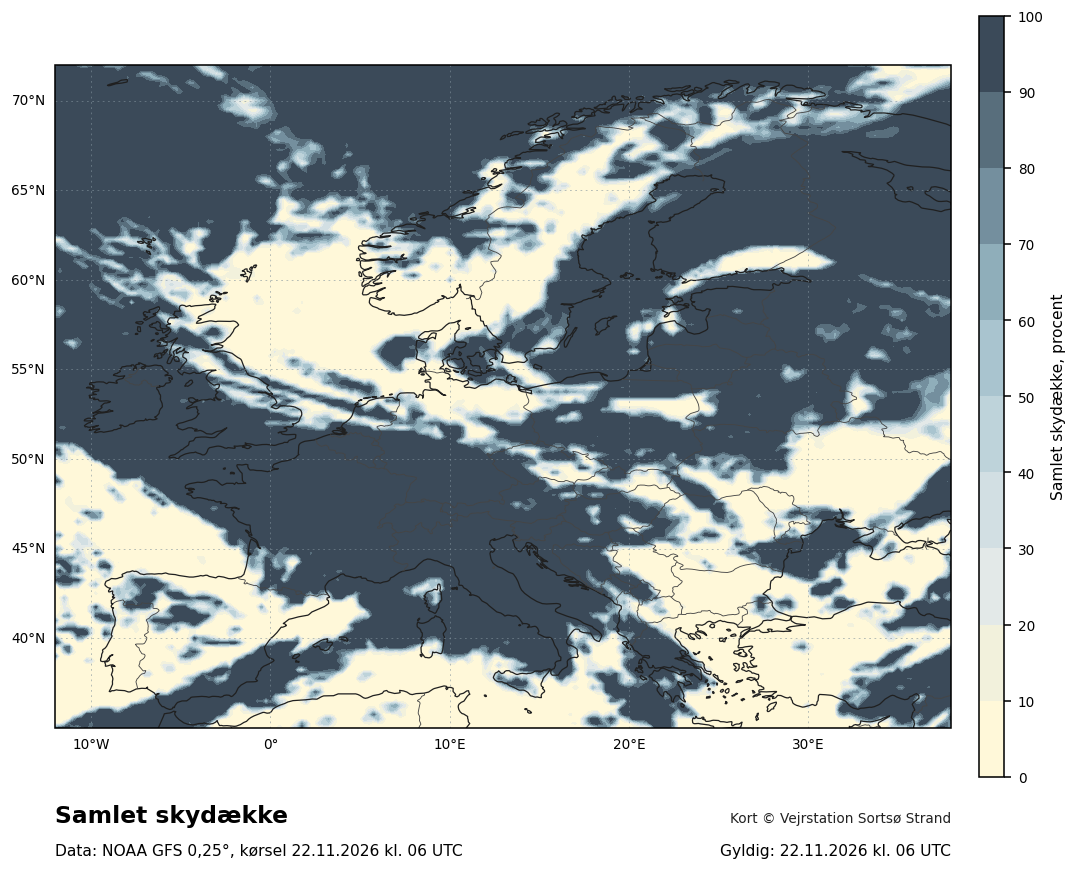 100
90
80
70
60
50
40
30
20
10
0
Samlet skydække, procent
70°N
65°N
60°N
55°N
50°N
45°N
40°N
10°W
0°
10°E
20°E
30°E
Samlet skydække
Kort © Vejrstation Sortsø Strand
Data: NOAA GFS 0,25°, kørsel 22.11.2026 kl. 06 UTC
Gyldig: 22.11.2026 kl. 06 UTC